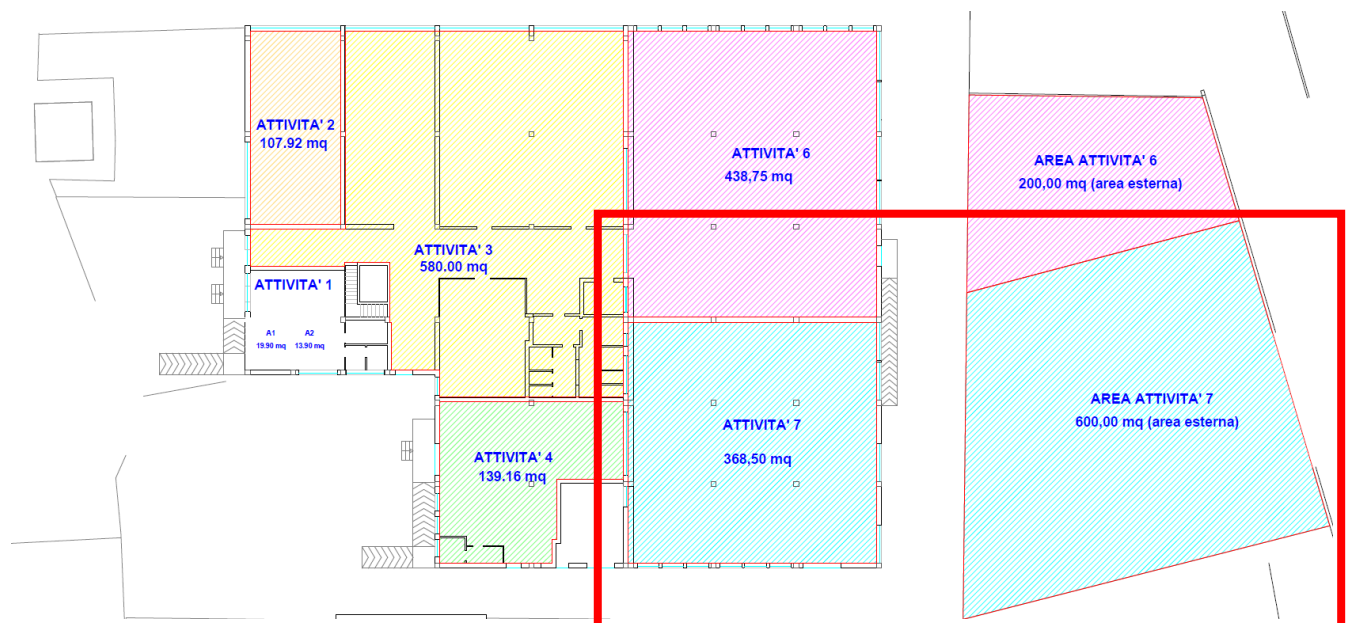 ATTIVITA' 2
107.92 mq
ATTIVITA' 6
438,75 mq
AREA ATTIVITA' 6
200,00 mq (area esterna)
ATTIVITA' 3
580.00 mq
ATTIVITA' 1
A1 A2
19.90 mq 13.90 mq
AREA ATTIVITA' 7
600,00 mq (area esterna)
ATTIVITA' 7
368,50 mq
ATTIVITA' 4
139.16 mq